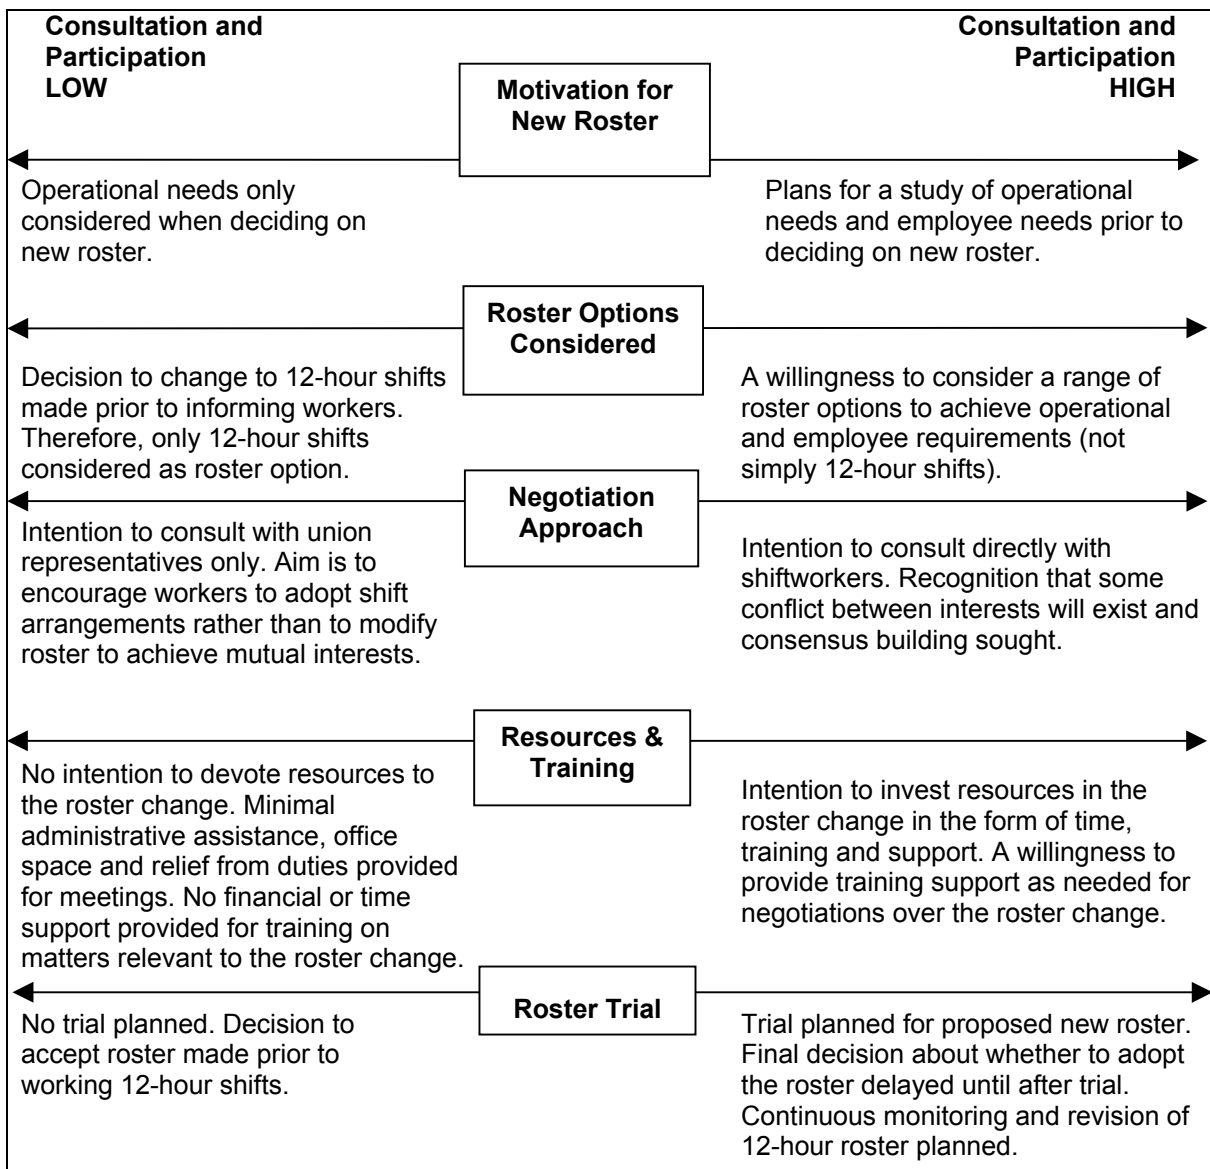 Consultation and
Participation
LOW
Consultation and
Participation
HIGH
Motivation for
New Roster
Operational needs only
considered when deciding on
new roster.
Plans for a study of operational
needs and employee needs prior to
deciding on new roster.
Roster Options
Considered
Decision to change to 12-hour shifts
made prior to informing workers.
Therefore, only 12-hour shifts
considered as roster option.
A willingness to consider a range of
roster options to achieve operational
and employee requirements (not
simply 12-hour shifts).
Negotiation
Approach
Intention to consult with union
representatives only. Aim is to
encourage workers to adopt shift
arrangements rather than to modify
roster to achieve mutual interests.
Intention to consult directly with
shiftworkers. Recognition that some
conflict between interests will exist and
consensus building sought.
Resources &
Training
No intention to devote resources to
the roster change. Minimal
administrative assistance, office
space and relief from duties provided
for meetings. No financial or time
support provided for training on
matters relevant to the roster change.
Intention to invest resources in the
roster change in the form of time,
training and support. A willingness to
provide training support as needed for
negotiations over the roster change.
Roster Trial
No trial planned. Decision to
accept roster made prior to
working 12-hour shifts.
Trial planned for proposed new roster.
Final decision about whether to adopt
the roster delayed until after trial.
Continuous monitoring and revision of
12-hour roster planned.